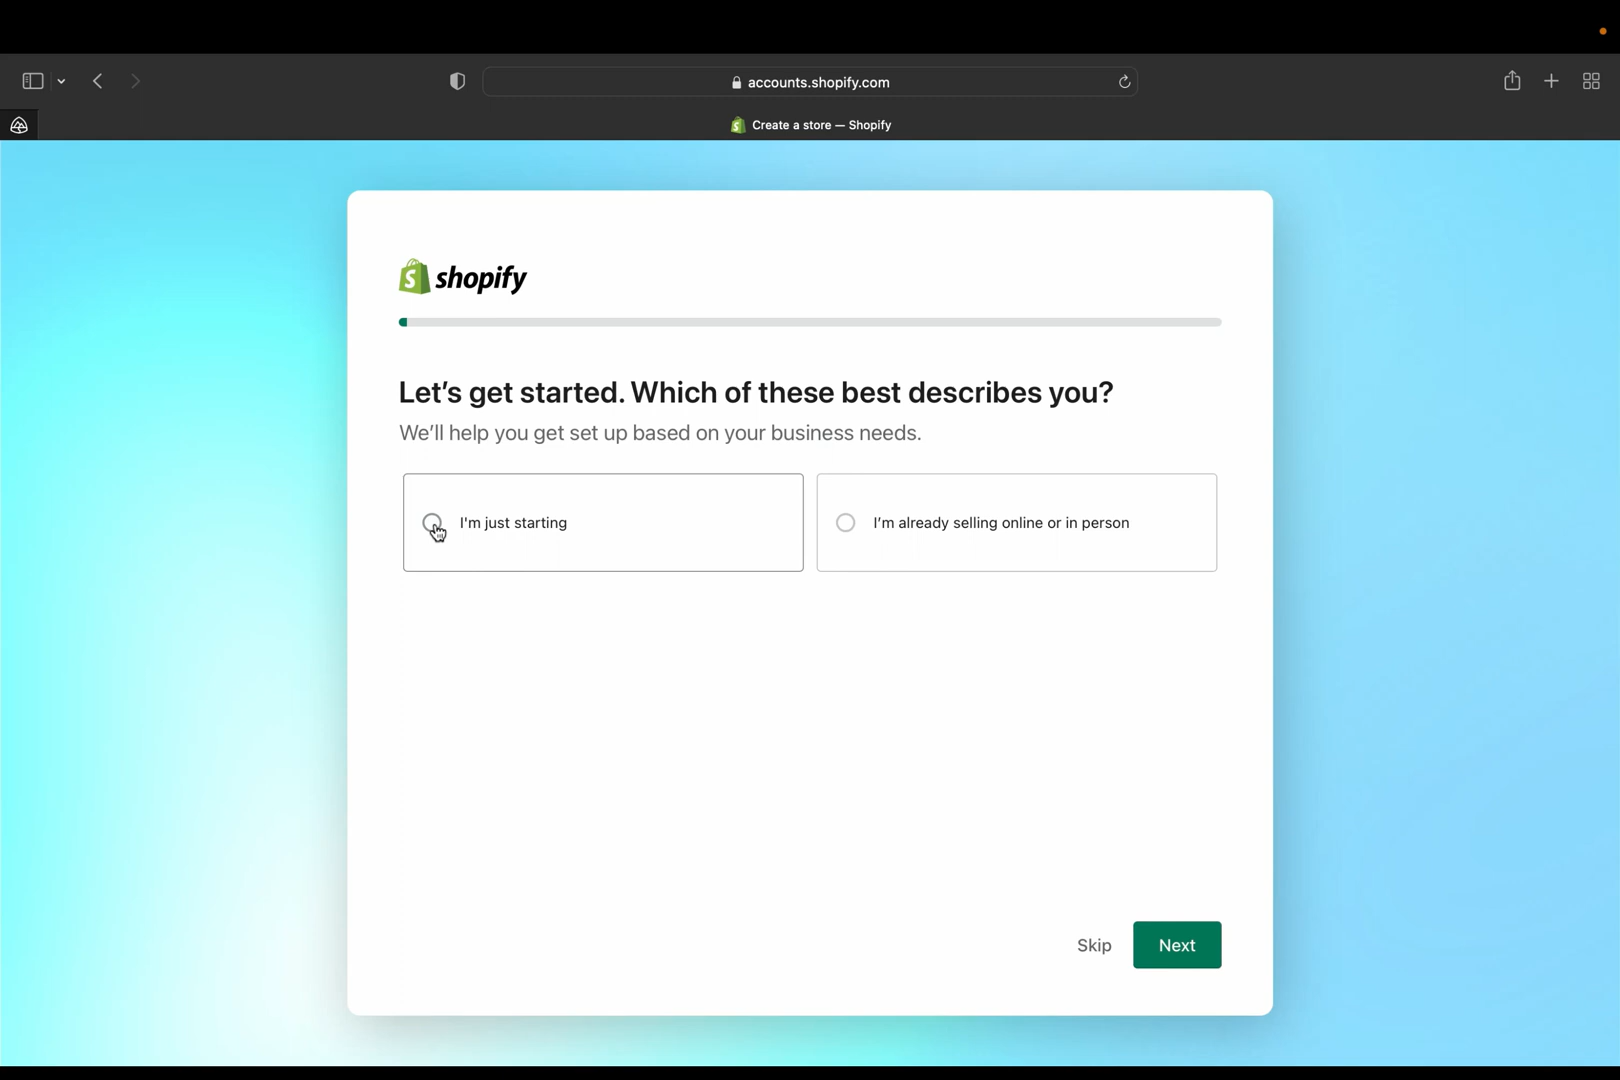 accounts.shopify.com
Create a store — Shopify
shopify
Let’s get started. Which of these best describes you?
We’ll help you get set up based on your business needs.
I'm just starting
I’m already selling online or in person
Skip
Next